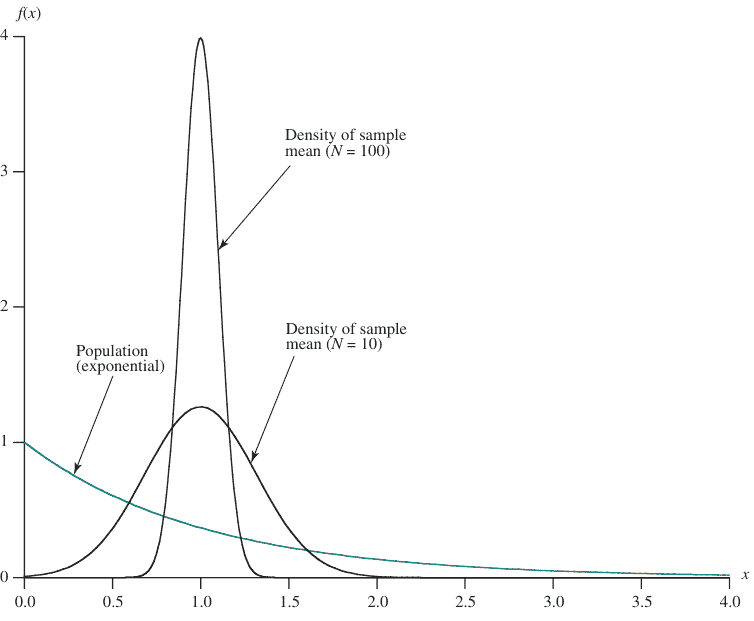 f(x)
4
Density of sample
mean (N = 100)
3
2
Density of sample
mean (N = 10)
Population
(exponential)
1
0
x
0.0 0.5 1.0 1.5 2.0 2.5 3.0 3.5 4.0